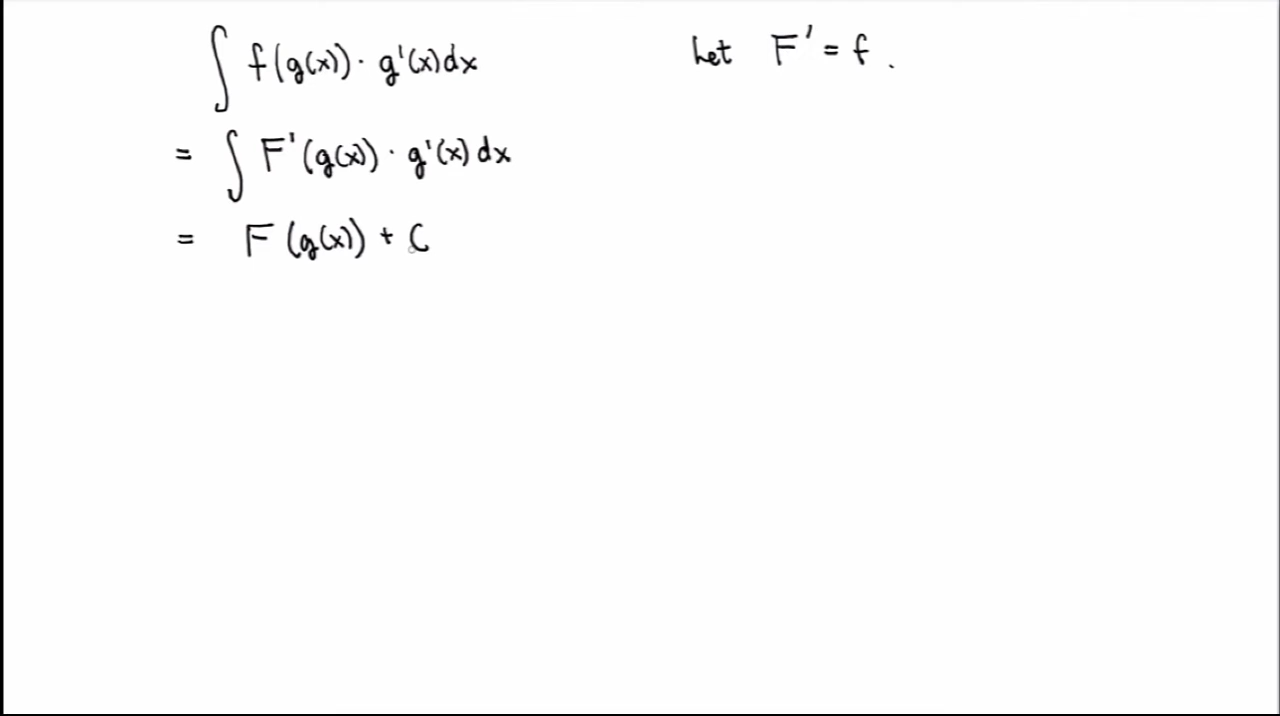 ∫ f(g(x)) · g'(x) dx
Let F' = f .
= ∫ F'(g(x)) · g'(x) dx
= F(g(x)) + C